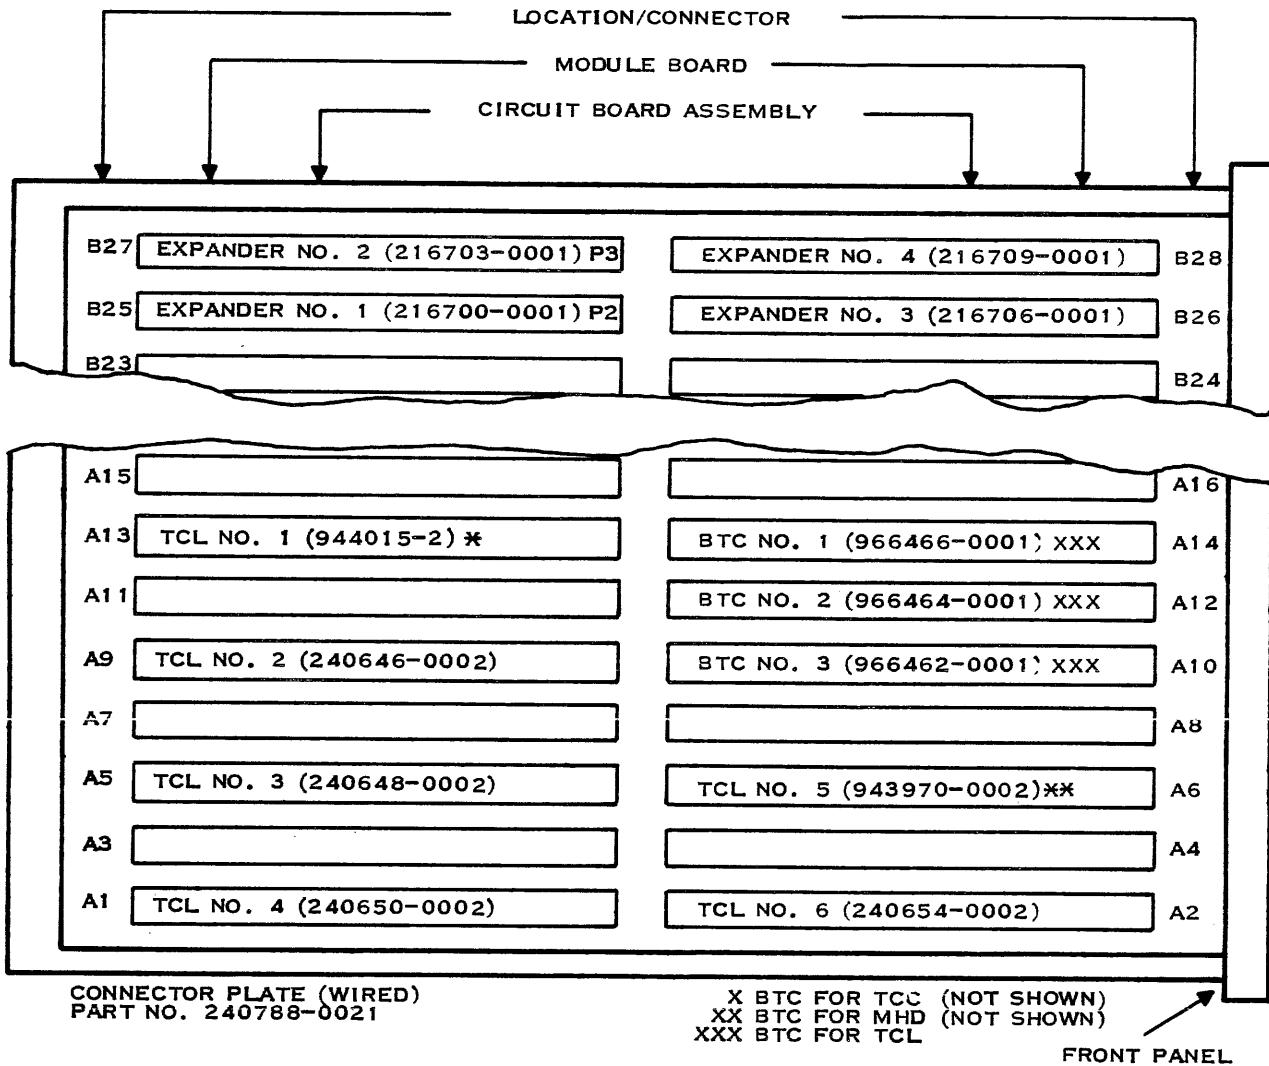 LOCATION/CONNECTOR
MODULE BOARD
CIRCUIT BOARD ASSEMBLY
B27 EXPANDER NO. 2 (216703-0001) P3 EXPANDER NO. 4 (216709-0001) B28
B25 EXPANDER NO. 1 (216700-0001) P2 EXPANDER NO. 3 (216706-0001) B26
B23 B24
A15 A16
A13 TCL NO. 1 (944015-2) * BTC NO. 1 (966466-0001) XXX A14
A11 BTC NO. 2 (966464-0001) XXX A12
A9 TCL NO. 2 (240646-0002) BTC NO. 3 (966462-0001) XXX A10
A7 A8
A5 TCL NO. 3 (240648-0002) TCL NO. 5 (943970-0002)** A6
A3 A4
A1 TCL NO. 4 (240650-0002) TCL NO. 6 (240654-0002) A2
CONNECTOR PLATE (WIRED)
PART NO. 240788-0021
X BTC FOR TCC (NOT SHOWN)
XX BTC FOR MHD (NOT SHOWN)
XXX BTC FOR TCL
FRONT PANEL